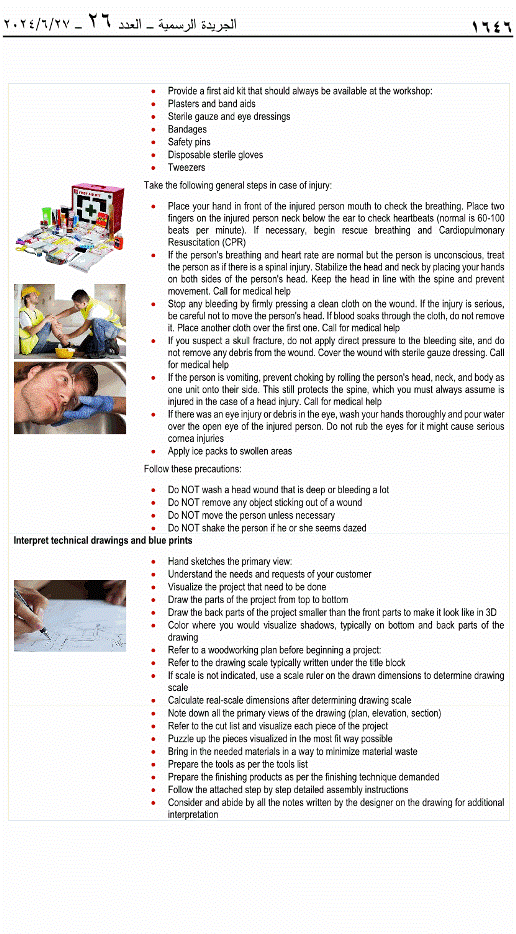 ١٦٤٦ الجريدة الرسمية ــ العدد ٢٦ ــ ٢٠٢٤/٦/٢٧
• Provide a first aid kit that should always be available at the workshop:
• Plasters and band aids
• Sterile gauze and eye dressings
• Bandages
• Safety pins
• Disposable sterile gloves
• Tweezers
Take the following general steps in case of injury:
• Place your hand in front of the injured person mouth to check the breathing. Place two
fingers on the injured person neck below the ear to check heartbeats (normal is 60-100
beats per minute). If necessary, begin rescue breathing and Cardiopulmonary
Resuscitation (CPR)
• If the person's breathing and heart rate are normal but the person is unconscious, treat
the person as if there is a spinal injury. Stabilize the head and neck by placing your hands
on both sides of the person's head. Keep the head in line with the spine and prevent
movement. Call for medical help
• Stop any bleeding by firmly pressing a clean cloth on the wound. If the injury is serious,
be careful not to move the person's head. If blood soaks through the cloth, do not remove
it. Place another cloth over the first one. Call for medical help
• If you suspect a skull fracture, do not apply direct pressure to the bleeding site, and do
not remove any debris from the wound. Cover the wound with sterile gauze dressing. Call
for medical help
• If the person is vomiting, prevent choking by rolling the person's head, neck, and body as
one unit onto their side. This still protects the spine, which you must always assume is
injured in the case of a head injury. Call for medical help
• If there was an eye injury or debris in the eye, wash your hands thoroughly and pour water
over the open eye of the injured person. Do not rub the eyes for it might cause serious
cornea injuries
• Apply ice packs to swollen areas
Follow these precautions:
• Do NOT wash a head wound that is deep or bleeding a lot
• Do NOT remove any object sticking out of a wound
• Do NOT move the person unless necessary
• Do NOT shake the person if he or she seems dazed
Interpret technical drawings and blue prints
• Hand sketches the primary view:
• Understand the needs and requests of your customer
• Visualize the project that need to be done
• Draw the parts of the project from top to bottom
• Draw the back parts of the project smaller than the front parts to make it look like in 3D
• Color where you would visualize shadows, typically on bottom and back parts of the
drawing
• Refer to a woodworking plan before beginning a project:
• Refer to the drawing scale typically written under the title block
• If scale is not indicated, use a scale ruler on the drawn dimensions to determine drawing
scale
• Calculate real-scale dimensions after determining drawing scale
• Note down all the primary views of the drawing (plan, elevation, section)
• Refer to the cut list and visualize each piece of the project
• Puzzle up the pieces visualized in the most fit way possible
• Bring in the needed materials in a way to minimize material waste
• Prepare the tools as per the tools list
• Prepare the finishing products as per the finishing technique demanded
• Follow the attached step by step detailed assembly instructions
• Consider and abide by all the notes written by the designer on the drawing for additional
interpretation